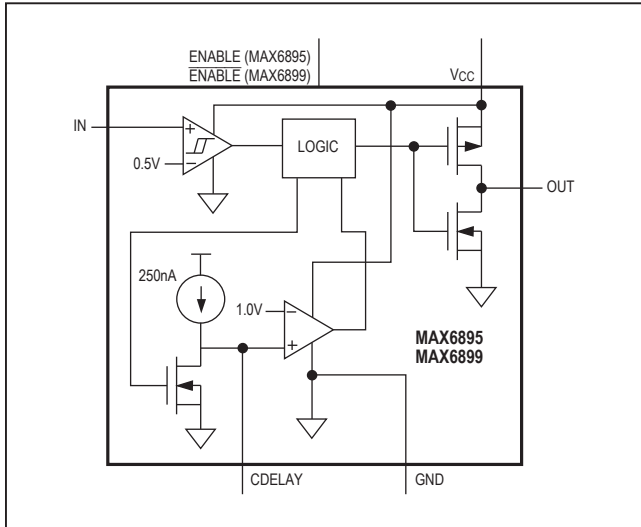 ENABLE (MAX6895)
ENABLE (MAX6899)
VCC
IN
+
0.5V
−
LOGIC
OUT
250nA
1.0V
−
+
MAX6895
MAX6899
CDELAY
GND